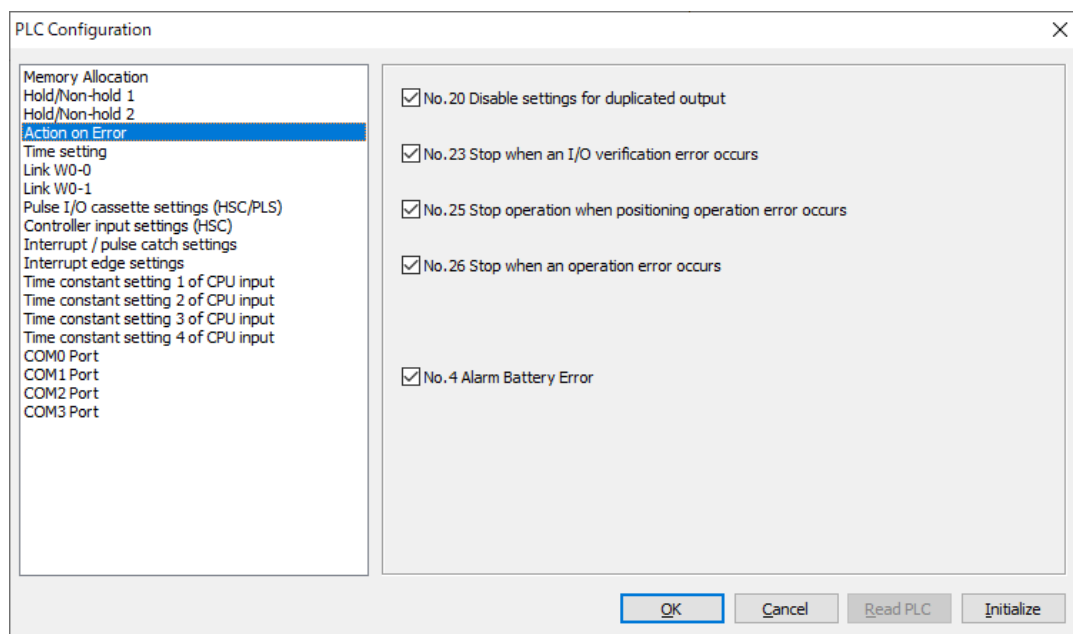 PLC Configuration
Memory Allocation
Hold/Non-hold 1
Hold/Non-hold 2
Action on Error
Time setting
Link W0-0
Link W0-1
Pulse I/O cassette settings (HSC/PLS)
Controller input settings (HSC)
Interrupt / pulse catch settings
Interrupt edge settings
Time constant setting 1 of CPU input
Time constant setting 2 of CPU input
Time constant setting 3 of CPU input
Time constant setting 4 of CPU input
COM0 Port
COM1 Port
COM2 Port
COM3 Port
No.20 Disable settings for duplicated output
No.23 Stop when an I/O verification error occurs
No.25 Stop operation when positioning operation error occurs
No.26 Stop when an operation error occurs
No.4 Alarm Battery Error
OK Cancel Read PLC Initialize